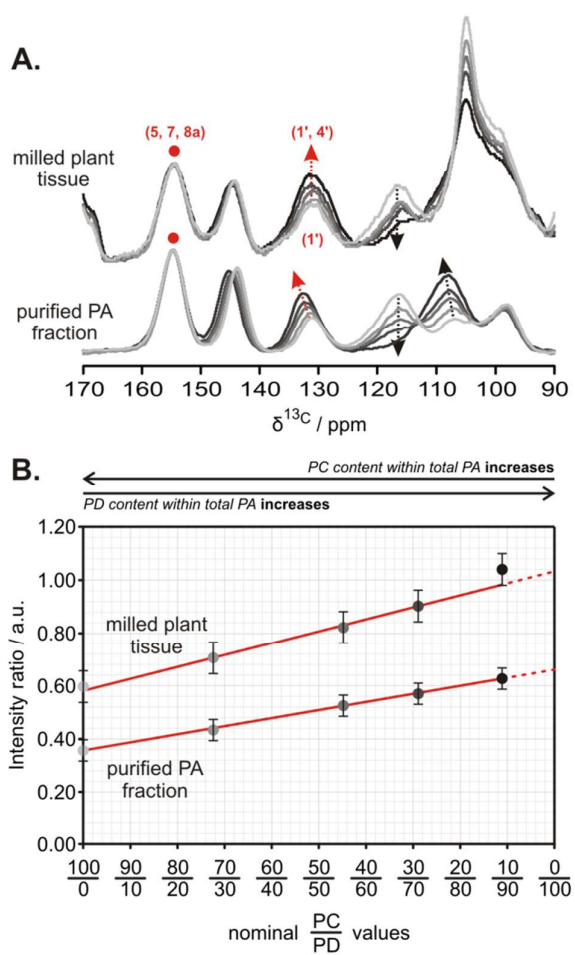 A.
(5, 7, 8a)
(1', 4')
milled plant
tissue
(1')
purified PA
fraction
170 160 150 140 130 120 110 100 90
δ¹³C / ppm
B.
PC content within total PA increases
PD content within total PA increases
Intensity ratio / a.u.
1.20
1.00
0.80
0.60
0.40
0.20
0.00
milled plant
tissue
purified PA
fraction
100 90 80 70 60 50 40 30 20 10 0
0 10 20 30 40 50 60 70 80 90 100
nominal PC/PD values